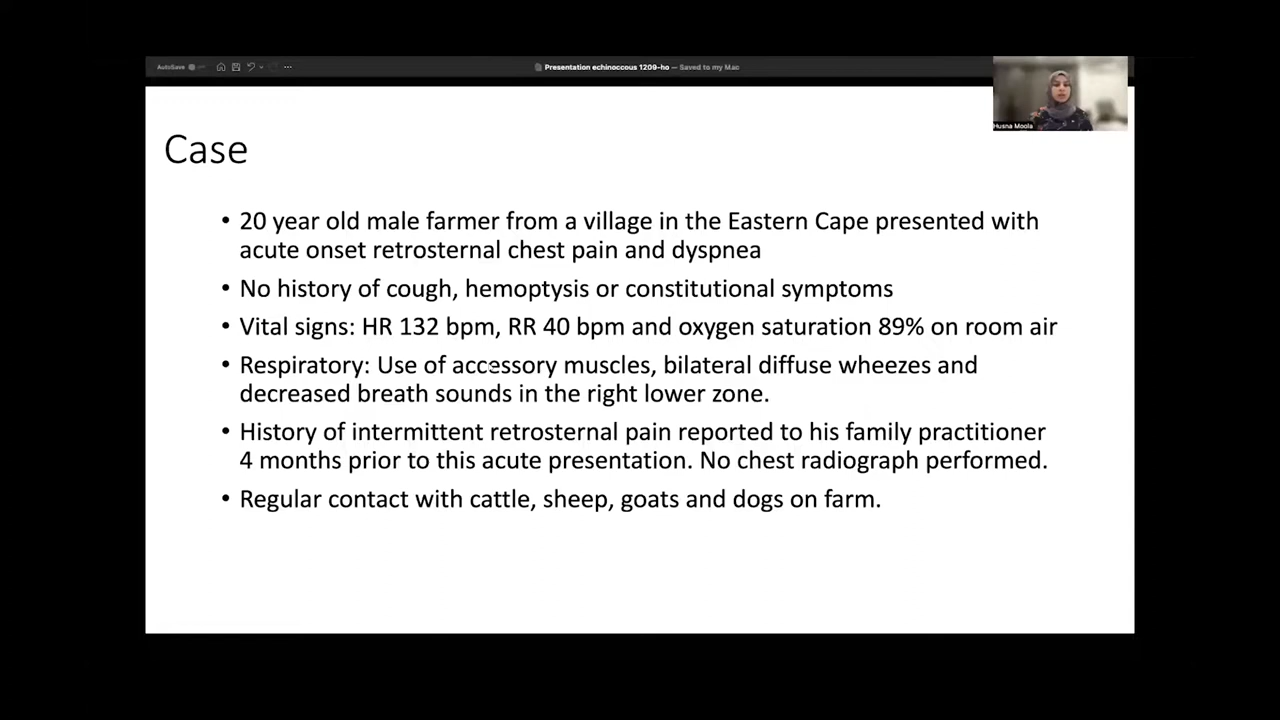 AutoSave
Presentation echinoccous 1209-ho — Saved to my Mac
Husna Moola
Case
• 20 year old male farmer from a village in the Eastern Cape presented with
acute onset retrosternal chest pain and dyspnea
• No history of cough, hemoptysis or constitutional symptoms
• Vital signs: HR 132 bpm, RR 40 bpm and oxygen saturation 89% on room air
• Respiratory: Use of accessory muscles, bilateral diffuse wheezes and
decreased breath sounds in the right lower zone.
• History of intermittent retrosternal pain reported to his family practitioner
4 months prior to this acute presentation. No chest radiograph performed.
• Regular contact with cattle, sheep, goats and dogs on farm.